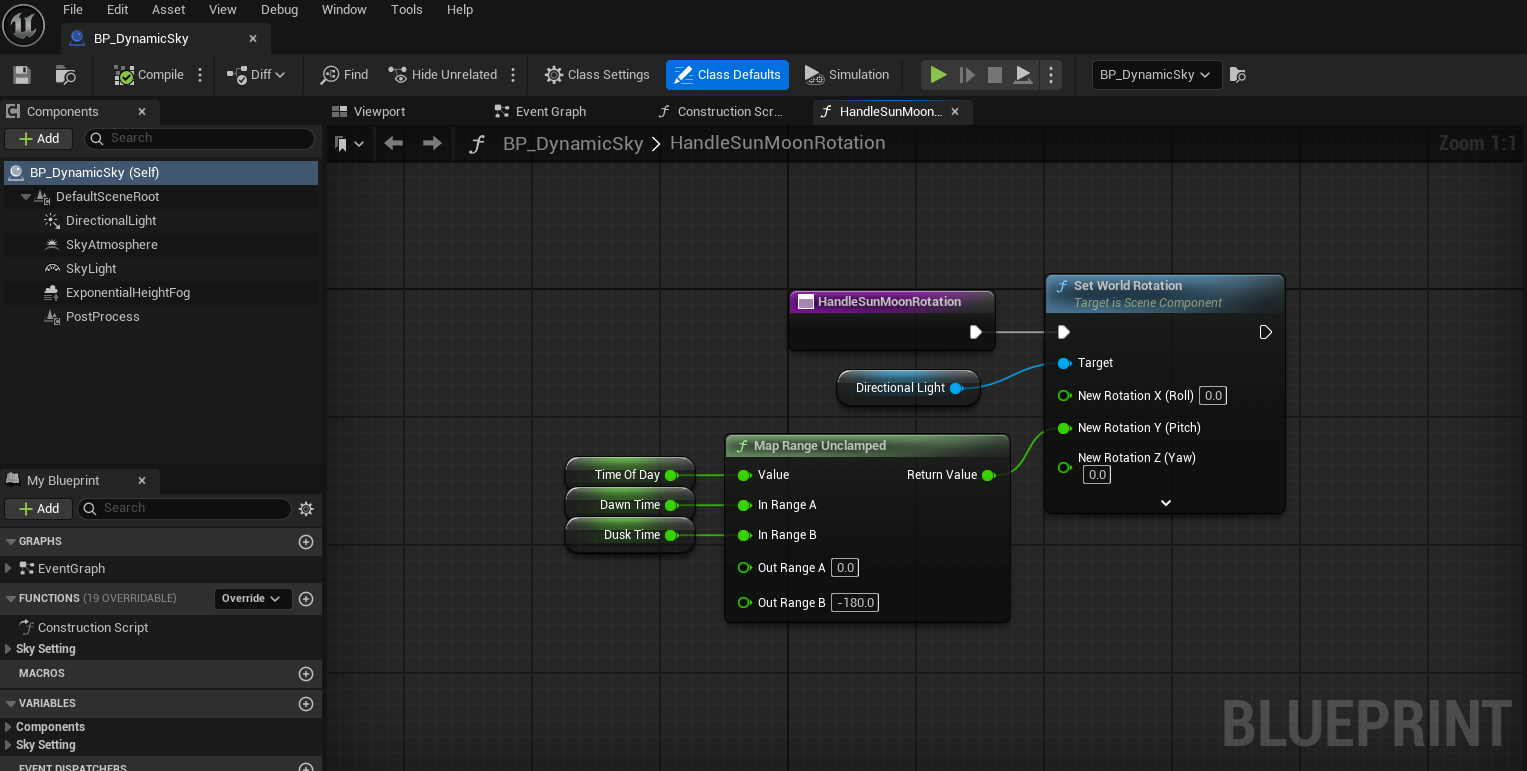 File Edit Asset View Debug Window Tools Help
BP_DynamicSky
Compile Diff Find Hide Unrelated Class Settings Class Defaults Simulation BP_DynamicSky
Components
Viewport Event Graph Construction Scr... HandleSunMoon...
Add Search
BP_DynamicSky HandleSunMoonRotation Zoom 1:1
BP_DynamicSky (Self)
DefaultSceneRoot
DirectionalLight
SkyAtmosphere
SkyLight
ExponentialHeightFog
PostProcess
HandleSunMoonRotation
Set World Rotation
Target is Scene Component
Target
New Rotation X (Roll) 0.0
New Rotation Y (Pitch)
New Rotation Z (Yaw)
0.0
Directional Light
Map Range Unclamped
Time Of Day Value Return Value
Dawn Time In Range A
Dusk Time In Range B
Out Range A 0.0
Out Range B -180.0
My Blueprint
Add Search
GRAPHS
EventGraph
FUNCTIONS (19 OVERRIDABLE) Override
Construction Script
Sky Setting
MACROS
VARIABLES
Components
Sky Setting
EVENT DISPATCHERS
BLUEPRINT